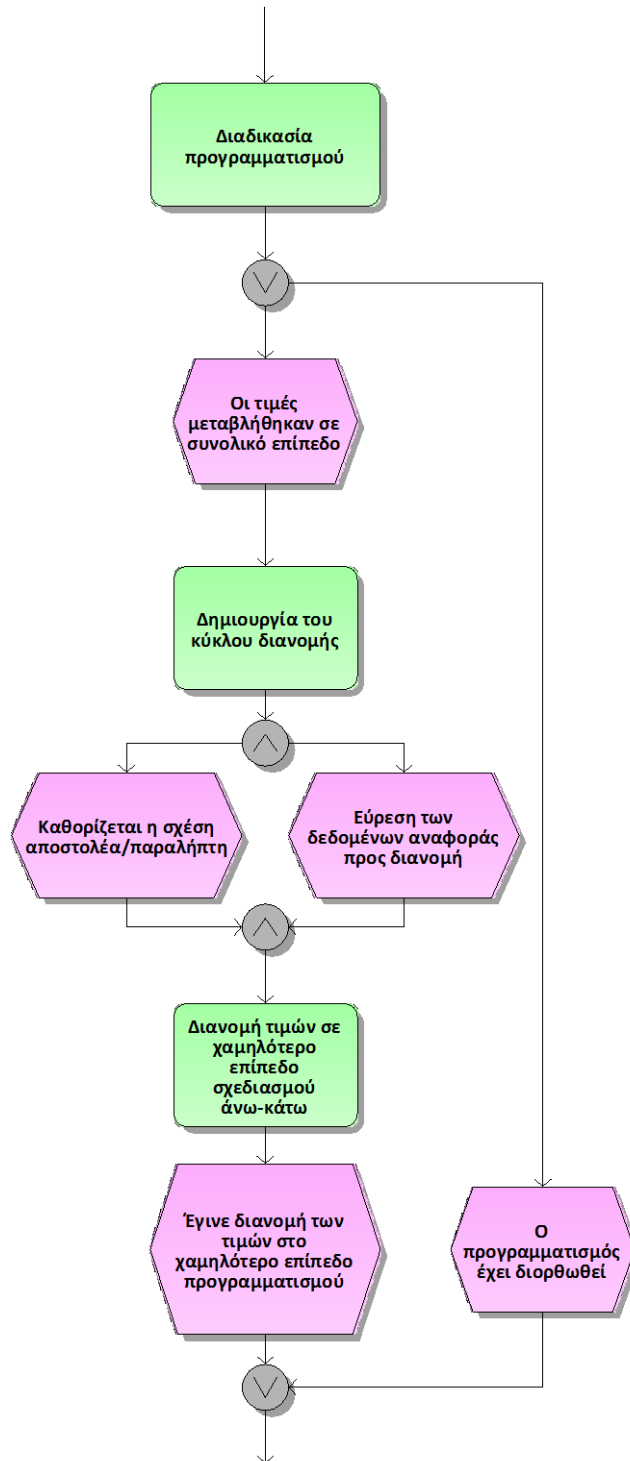 Διαδικασία
προγραμματισμού
Οι τιμές
μεταβλήθηκαν σε
συνολικό επίπεδο
Δημιουργία του
κύκλου διανομής
Καθορίζεται η σχέση
αποστολέα/παραλήπτη
Εύρεση των
δεδομένων αναφοράς
προς διανομή
Διανομή τιμών σε
χαμηλότερο
επίπεδο
σχεδιασμού
άνω-κάτω
Έγινε διανομή των
τιμών στο
χαμηλότερο επίπεδο
προγραμματισμού
Ο
προγραμματισμός
έχει διορθωθεί